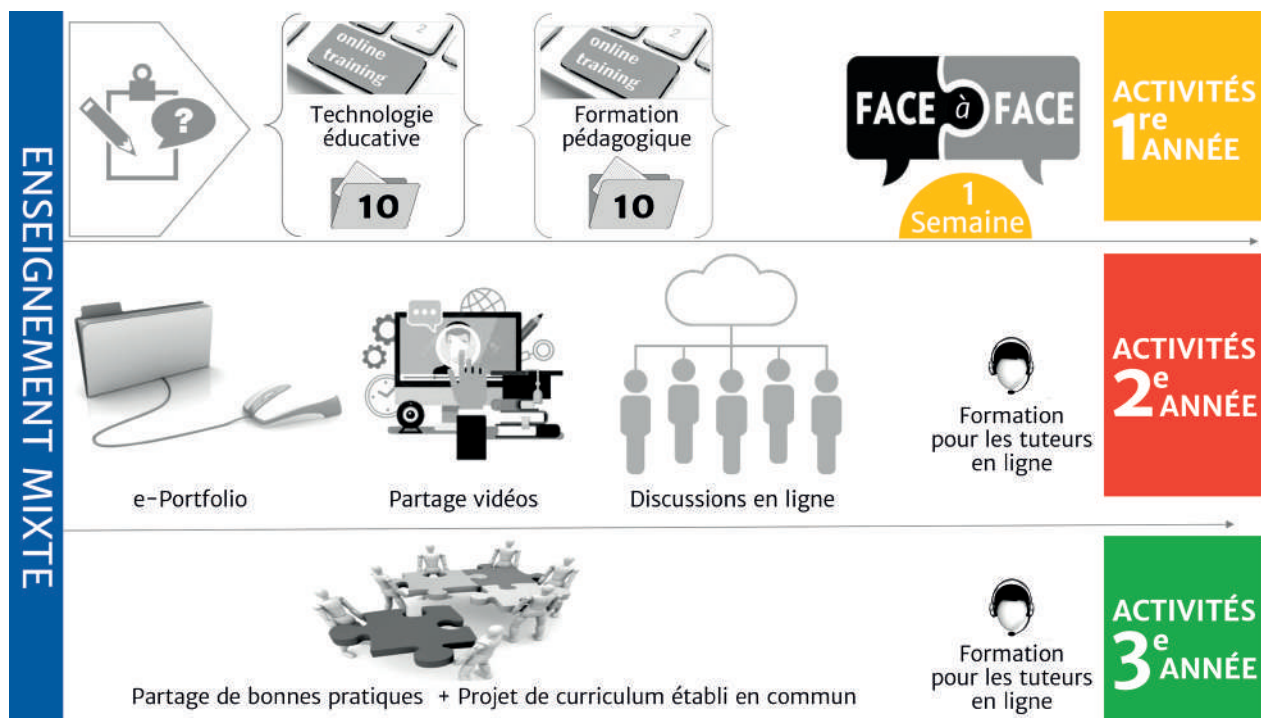 ENSEIGNEMENT MIXTE
online
training
2
Technologie
éducative
10
online
training
2
Formation
pédagogique
10
FACE à FACE
1
Semaine
ACTIVITÉS
1re ANNÉE
?
e-Portfolio
Partage vidéos
Discussions en ligne
Formation
pour les tuteurs
en ligne
ACTIVITÉS
2e ANNÉE
Partage de bonnes pratiques + Projet de curriculum établi en commun
Formation
pour les tuteurs
en ligne
ACTIVITÉS
3e ANNÉE